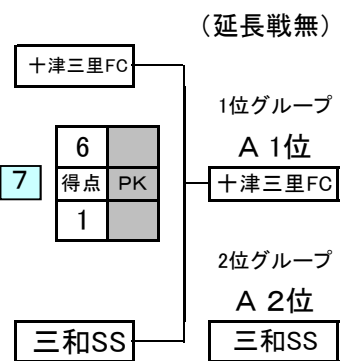 （延長戦無）
十津三里FC
1位グループ
6
A 1位
7
得点 PK
十津三里FC
1
2位グループ
A 2位
三和SS
三和SS